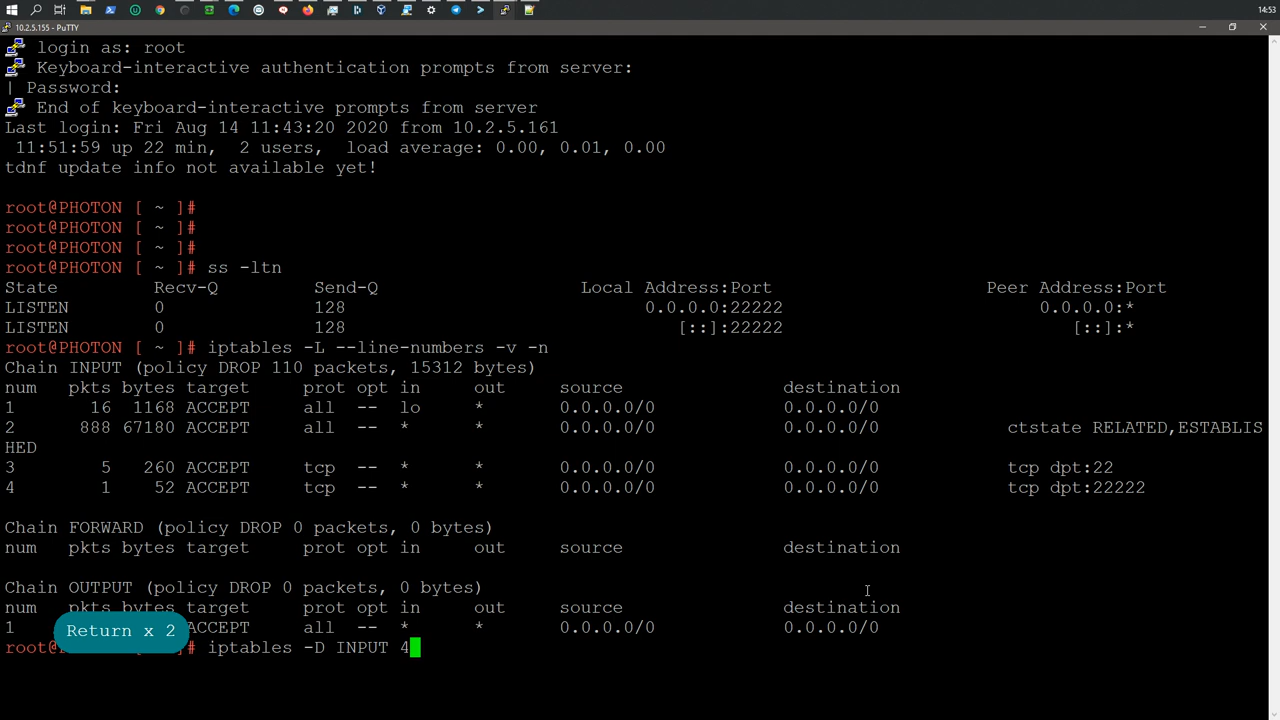 14:53
10.2.5.155 - PuTTY
login as: root
Keyboard-interactive authentication prompts from server:
| Password:
End of keyboard-interactive prompts from server
Last login: Fri Aug 14 11:43:20 2020 from 10.2.5.161
11:51:59 up 22 min, 2 users, load average: 0.00, 0.01, 0.00
tdnf update info not available yet!
root@PHOTON [ ~ ]#
root@PHOTON [ ~ ]#
root@PHOTON [ ~ ]#
root@PHOTON [ ~ ]# ss -ltn
State Recv-Q Send-Q Local Address:Port Peer Address:Port
LISTEN 0 128 0.0.0.0:22222 0.0.0.0:*
LISTEN 0 128 [::]:22222 [::]:*
root@PHOTON [ ~ ]# iptables -L --line-numbers -v -n
Chain INPUT (policy DROP 110 packets, 15312 bytes)
num pkts bytes target prot opt in out source destination
1 16 1168 ACCEPT all -- lo * 0.0.0.0/0 0.0.0.0/0
2 888 67180 ACCEPT all -- * * 0.0.0.0/0 0.0.0.0/0 ctstate RELATED,ESTABLIS
HED
3 5 260 ACCEPT tcp -- * * 0.0.0.0/0 0.0.0.0/0 tcp dpt:22
4 1 52 ACCEPT tcp -- * * 0.0.0.0/0 0.0.0.0/0 tcp dpt:22222
Chain FORWARD (policy DROP 0 packets, 0 bytes)
num pkts bytes target prot opt in out source destination
Chain OUTPUT (policy DROP 0 packets, 0 bytes)
num pkts bytes target prot opt in out source destination
1 ACCEPT all -- * * 0.0.0.0/0 0.0.0.0/0
Return x 2
root@ # iptables -D INPUT 4